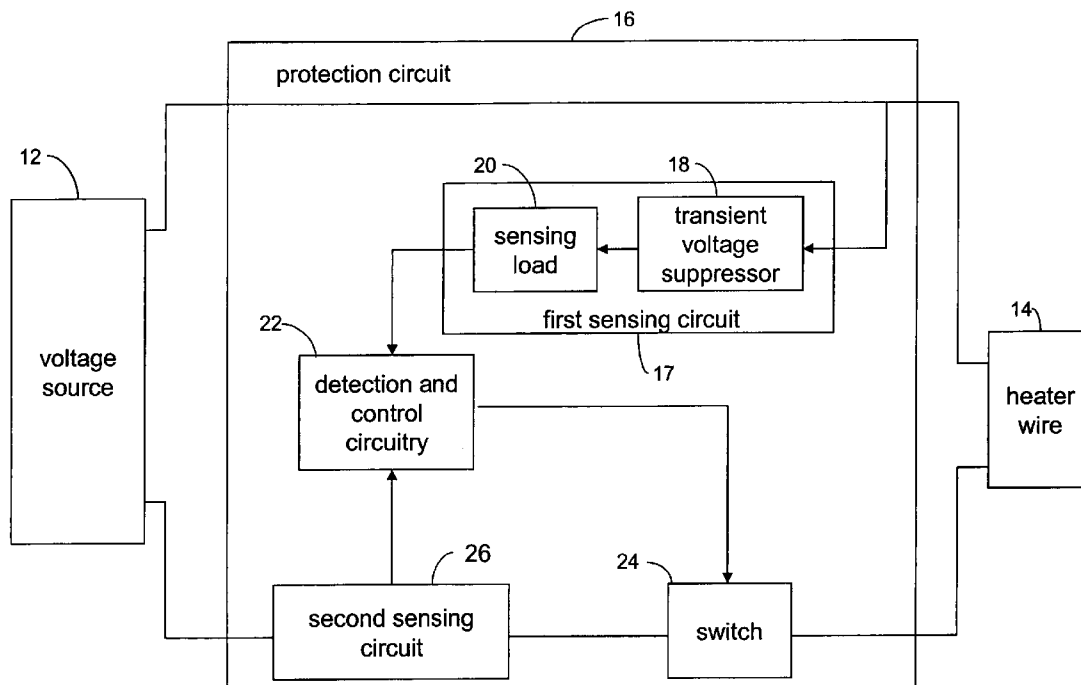 16
protection circuit
12
20
18
sensing
load
transient
voltage
suppressor
first sensing circuit
17
14
22
voltage
source
detection and
control
circuitry
heater
wire
26
24
second sensing
circuit
switch